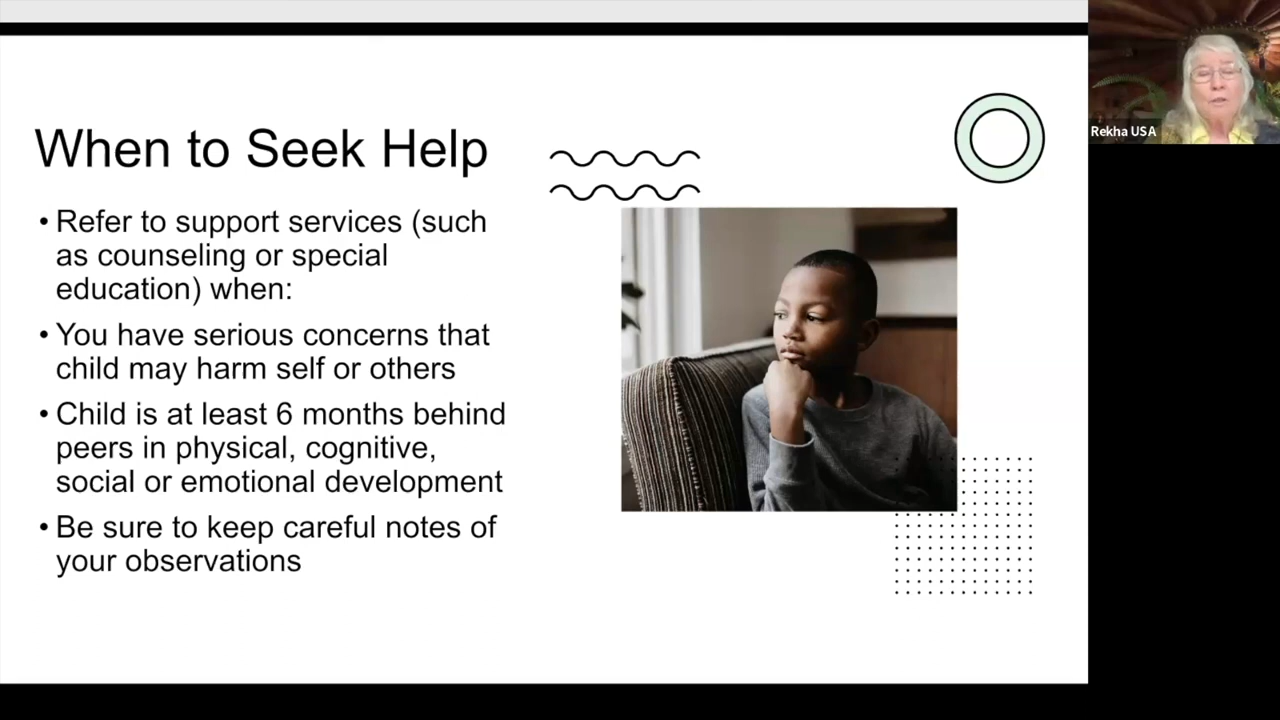 When to Seek Help
• Refer to support services (such
as counseling or special
education) when:
• You have serious concerns that
child may harm self or others
• Child is at least 6 months behind
peers in physical, cognitive,
social or emotional development
• Be sure to keep careful notes of
your observations
Rekha USA